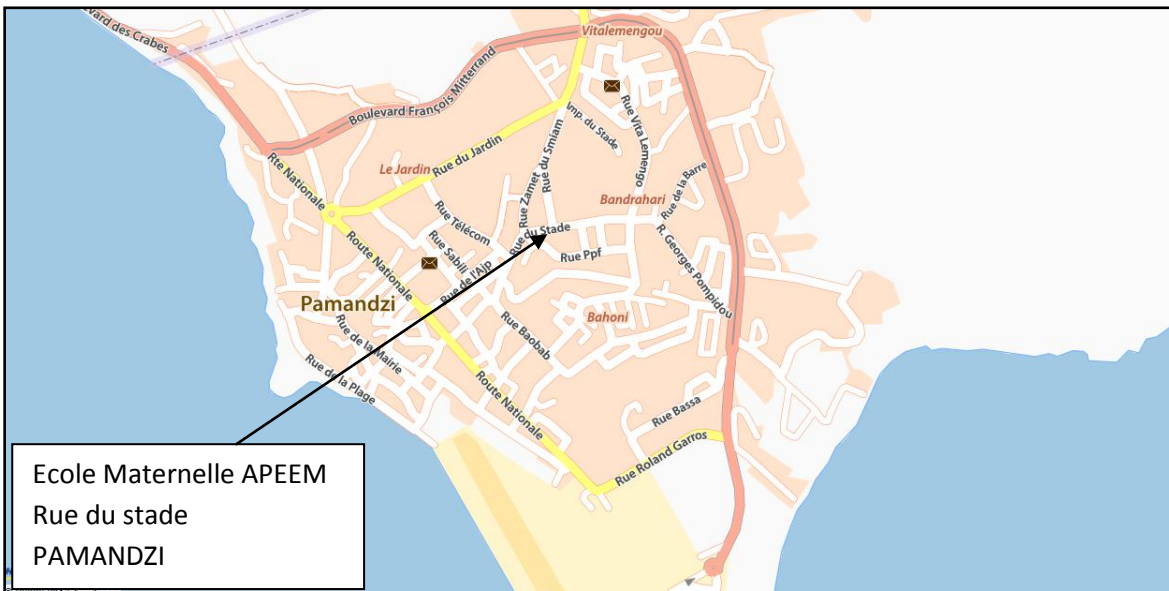 vard des Crabes
Vitalemengou
Boulevard François Mitterrand
Imp. du Stade
Rue Vita Lemengo
Rue du Smiam
Rte Nationale
Le Jardin
Rue du Jardin
Rue Zamet
Bandrahari
Rue de la Barre
Rue Télécom
Rue du Stade
R. Georges Pompidou
Route Nationale
Rue Sabili
Rue Ppf
Rue de l'Ajp
Pamandzi
Rue Baobab
Bahoni
Rue de la Mairie
Rue de la Plage
Route Nationale
Rue Bassa
Rue Roland Garros
Ecole Maternelle APEEM
Rue du stade
PAMANDZI